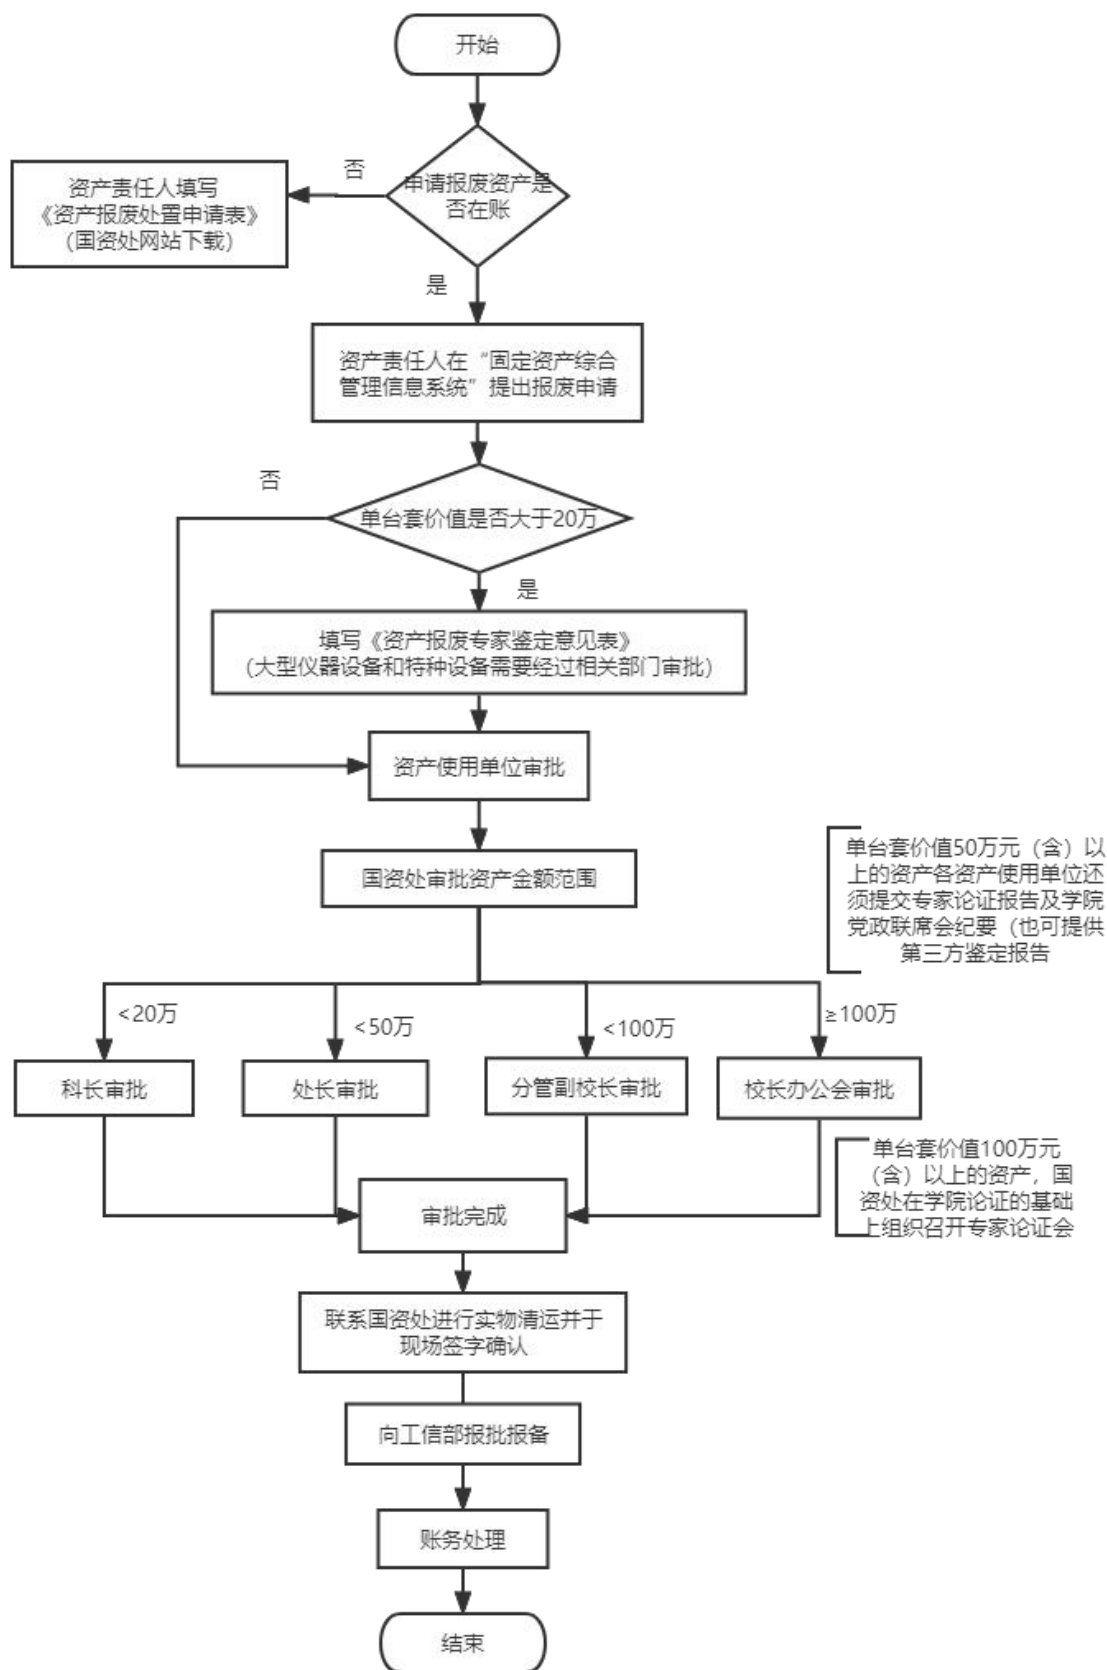 开始
申请报废资产是
否在账
否
资产责任人填写
《资产报废处置申请表》
（国资处网站下载）
是
资产责任人在“固定资产综合
管理信息系统”提出报废申请
否
单台套价值是否大于20万
是
填写《资产报废专家鉴定意见表》
（大型仪器设备和特种设备需要经过相关部门审批）
资产使用单位审批
国资处审批资产金额范围
单台套价值50万元（含）以
上的资产各资产使用单位还
须提交专家论证报告及学院
党政联席会纪要（也可提供
第三方鉴定报告
<20万
<50万
<100万
≥100万
科长审批
处长审批
分管副校长审批
校长办公会审批
单台套价值100万元
（含）以上的资产，国
资处在学院论证的基础
上组织召开专家论证会
审批完成
联系国资处进行实物清运并于
现场签字确认
向工信部报批报备
账务处理
结束